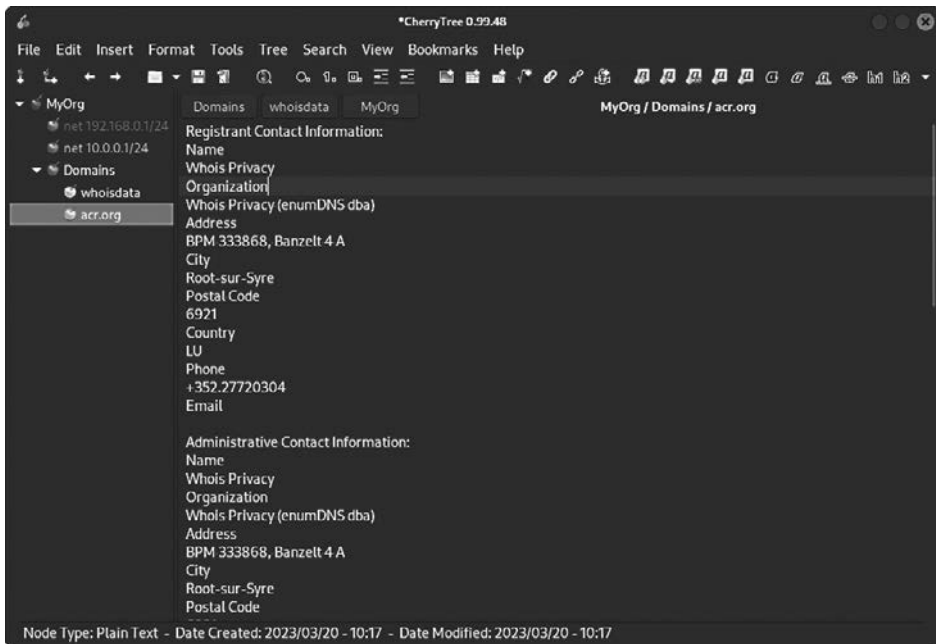 *CherryTree 0.99.48
File Edit Insert Format Tools Tree Search View Bookmarks Help
MyOrg
net 192.168.0.1/24
net 10.0.0.1/24
Domains
whoisdata
acr.org
Domains whoisdata MyOrg MyOrg / Domains / acr.org
Registrant Contact Information:
Name
Whois Privacy
Organization
Whois Privacy (enumDNS dba)
Address
BPM 333868, Banzelt 4 A
City
Root-sur-Syre
Postal Code
6921
Country
LU
Phone
+352.27720304
Email
Administrative Contact Information:
Name
Whois Privacy
Organization
Whois Privacy (enumDNS dba)
Address
BPM 333868, Banzelt 4 A
City
Root-sur-Syre
Postal Code
Node Type: Plain Text - Date Created: 2023/03/20 - 10:17 - Date Modified: 2023/03/20 - 10:17